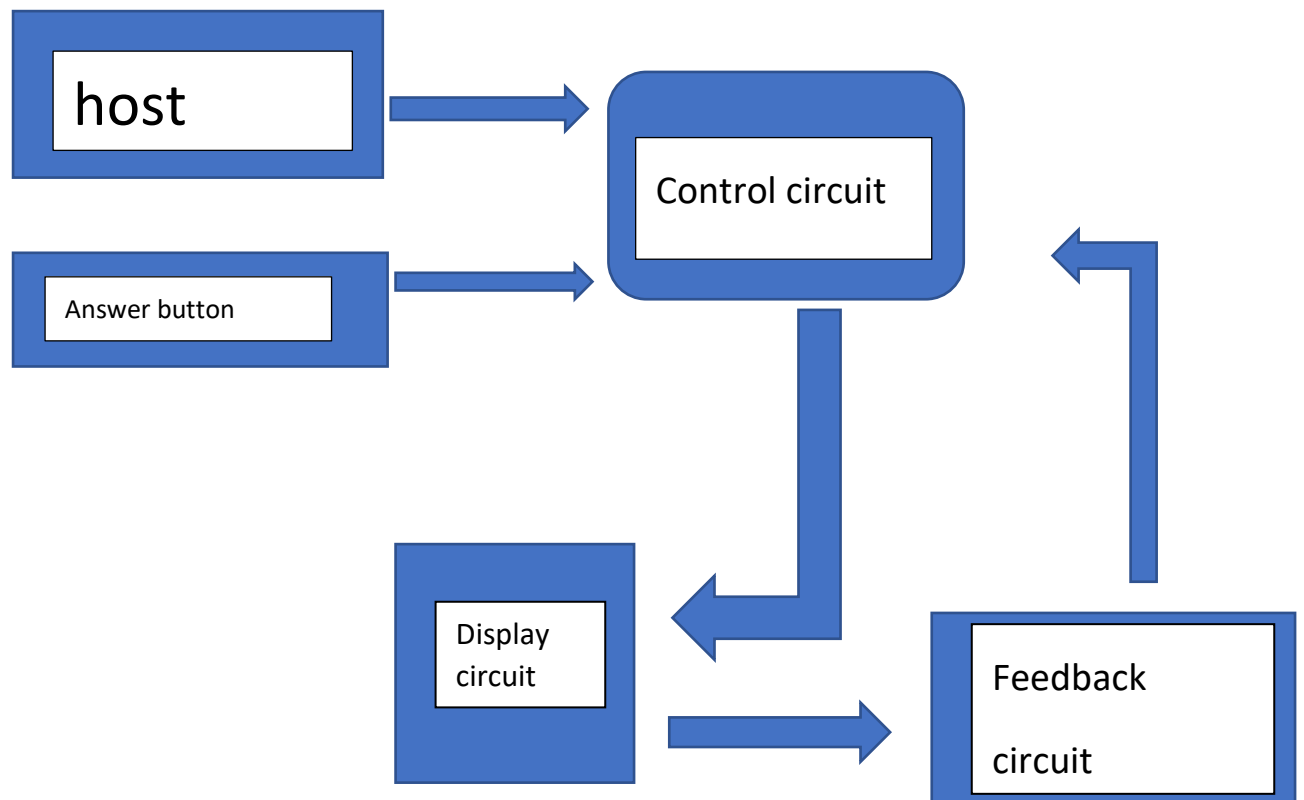 host
Control circuit
Answer button
Display
circuit
Feedback
circuit